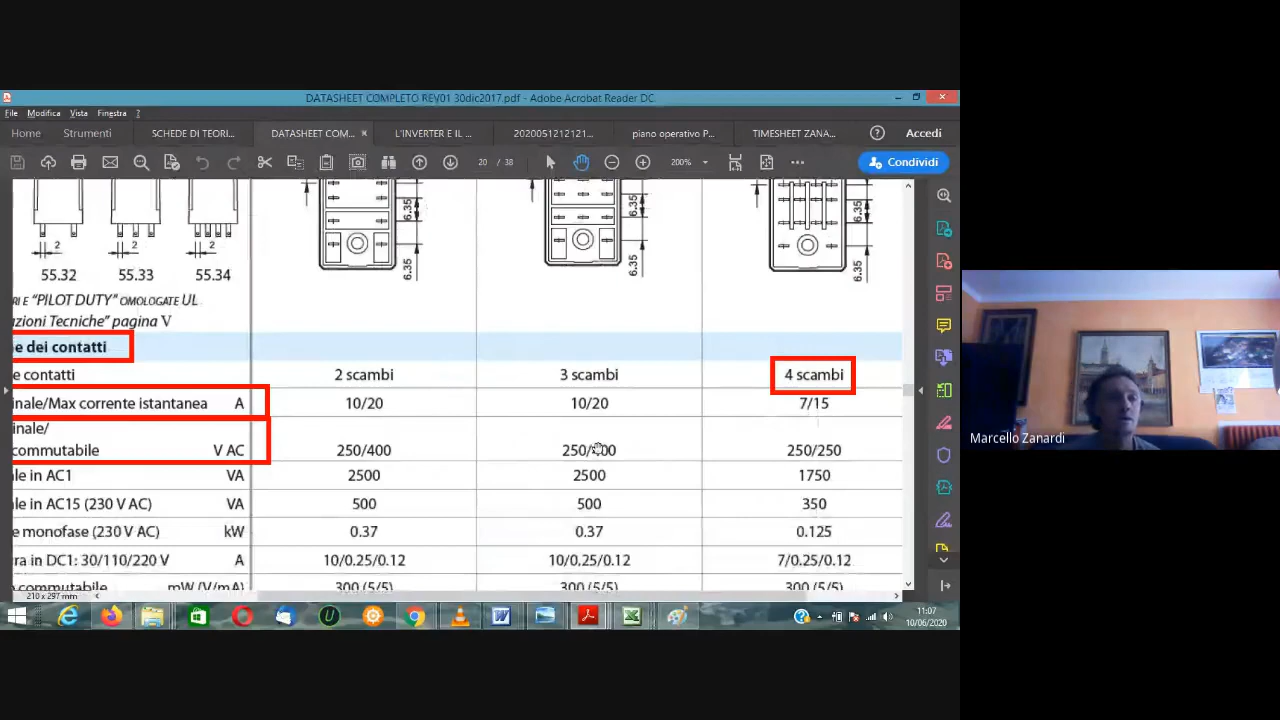 DATASHEET COMPLETO REV01 30dic2017.pdf - Adobe Acrobat Reader DC
File Modifica Vista Finestra ?
Home Strumenti SCHEDE DI TEORI... DATASHEET COM... × L'INVERTER E IL ... 2020051212121... piano operativo P... TIMESHEET ZANA... Accedi
20 / 38 200% Condividi
6.35 6.35 6.35
2 2 2
6.35 6.35 6.35
55.32 55.33 55.34
RI E "PILOT DUTY" OMOLOGATE UL
azioni Tecniche" pagina V
e dei contatti
e contatti 2 scambi 3 scambi 4 scambi
inale/Max corrente istantanea A 10/20 10/20 7/15
inale/
commutabile V AC 250/400 250/400 250/250
le in AC1 VA 2500 2500 1750
le in AC15 (230 V AC) VA 500 500 350
e monofase (230 V AC) kW 0.37 0.37 0.125
ra in DC1: 30/110/220 V A 10/0.25/0.12 10/0.25/0.12 7/0.25/0.12
commutabile mW (V/mA) 300 (5/5) 300 (5/5) 300 (5/5)
210 x 297 mm
11:07
10/06/2020
Marcello Zanardi